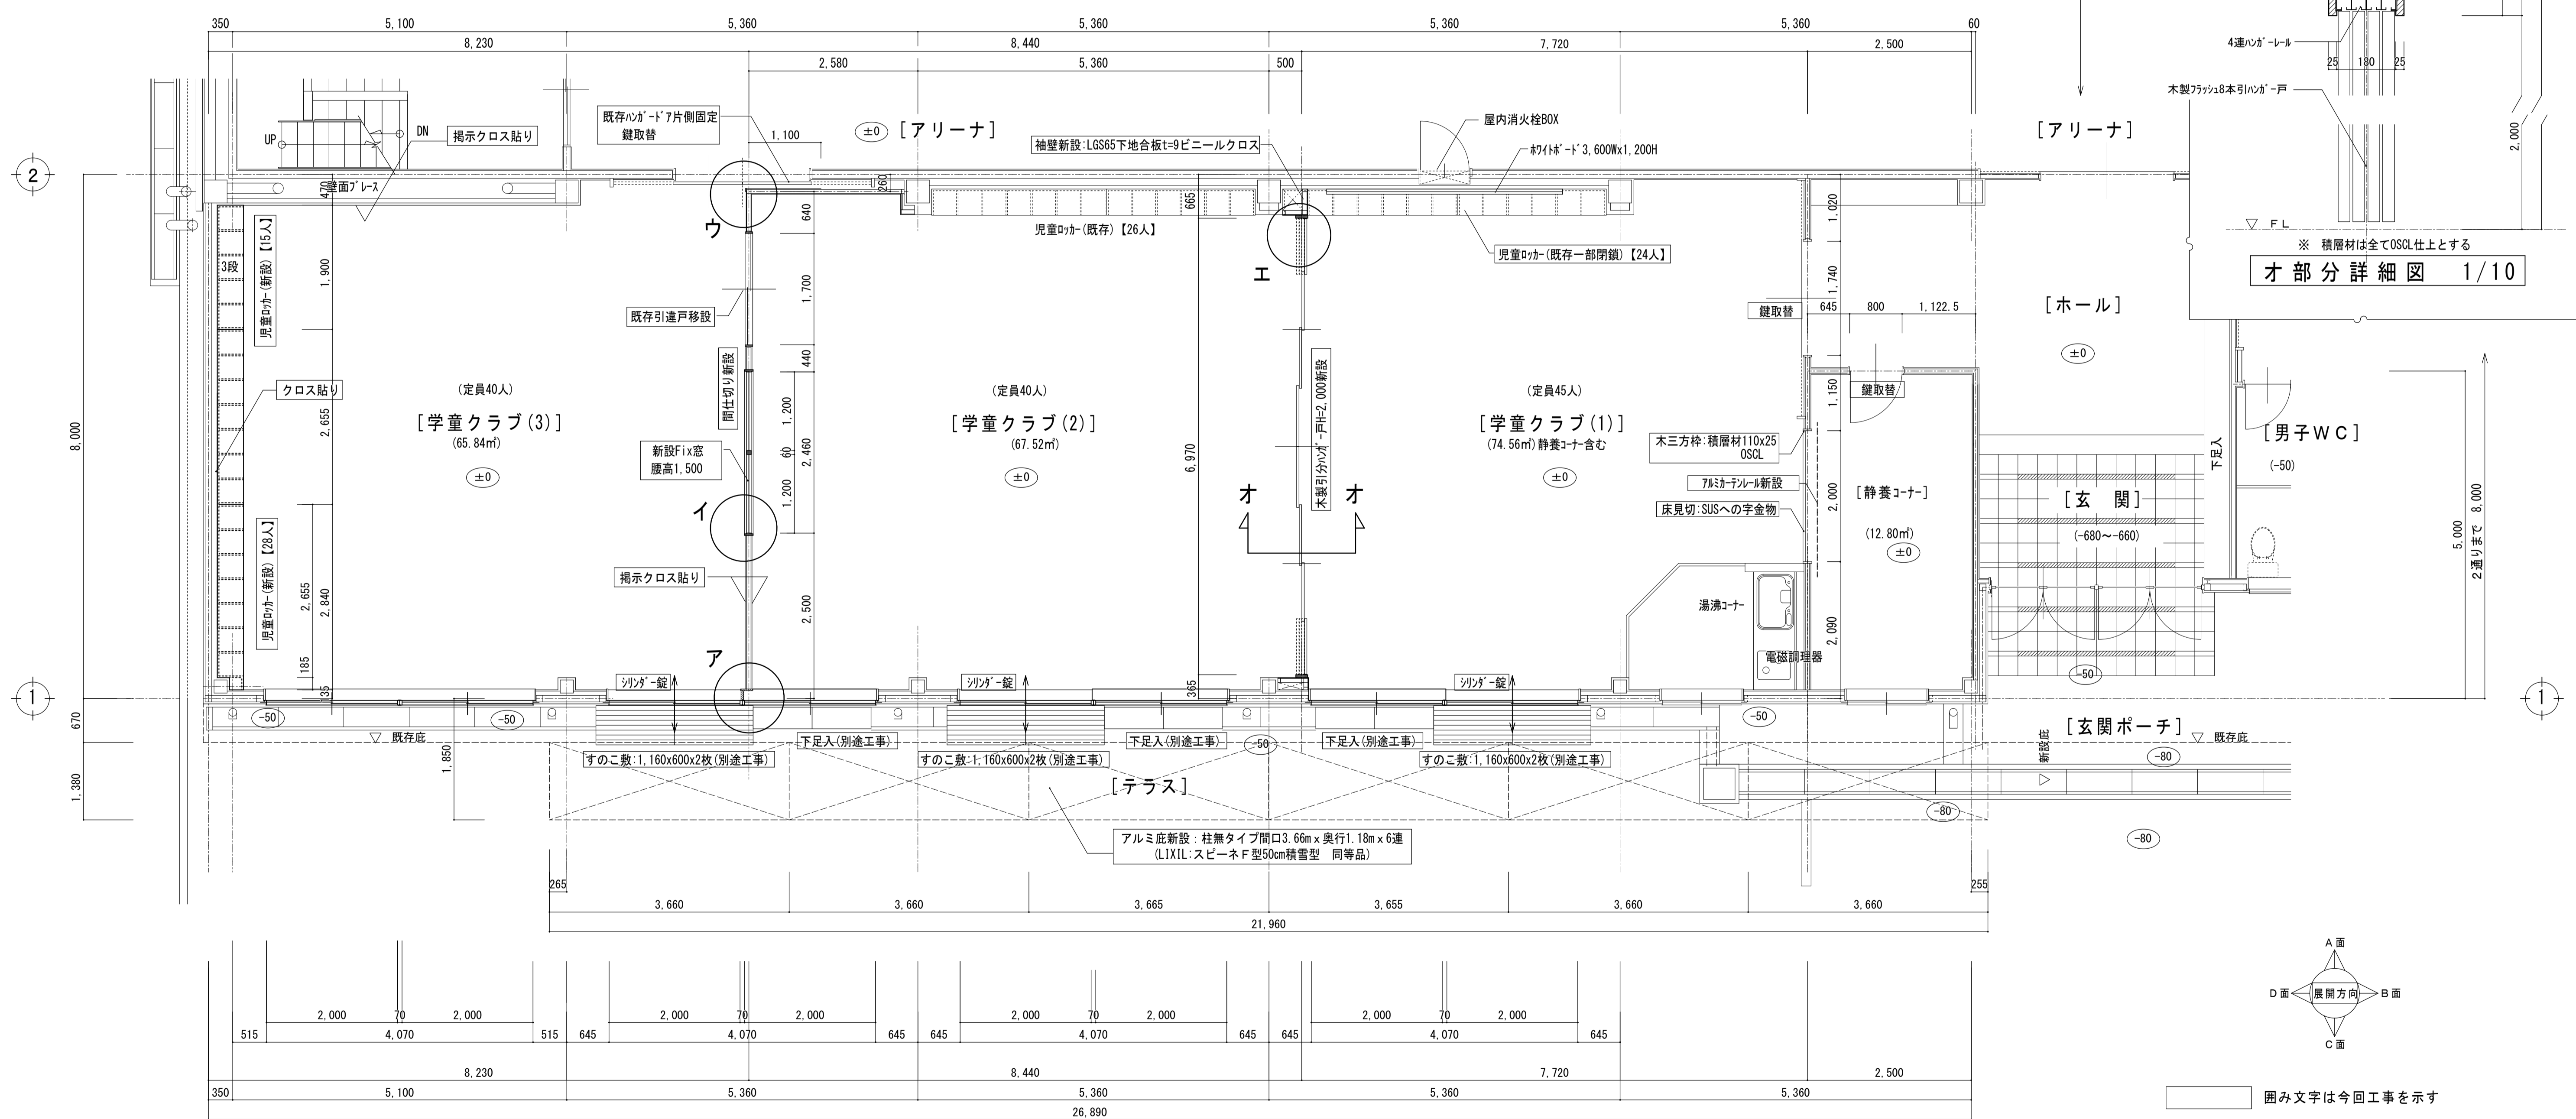 350
5,100
5,360
5,360
5,360
5,360
60
8,230
8,440
7,720
2,500
2,580
5,360
500
4連ﾊﾝｶﾞｰﾚｰﾙ
25
180
25
木製ﾌﾗｯｼｭ8本引ﾊﾝｶﾞｰ戸
2,000
▽ FL
※ 積層材は全てOSCL仕上とする
オ部分詳細図 1/10
UP
DN
掲示クロス貼り
既存ﾊﾝｶﾞｰﾄﾞｱ片側固定
鍵取替
1,100
±0
[アリーナ]
袖壁新設:LGS65下地合板t=9ビニールクロス
屋内消火栓BOX
ﾎﾜｲﾄﾎﾞｰﾄﾞ3,600Wx1,200H
[アリーナ]
2
壁面ブレース
470
260
640
665
1,020
ウ
エ
児童ﾛｯｶｰ(既存)【26人】
児童ﾛｯｶｰ(既存一部閉鎖)【24人】
児童ﾛｯｶｰ(新設)【15人】
3段
1,900
1,700
1,740
既存引違戸移設
鍵取替
645
800
1,122.5
[ホール]
±0
クロス貼り
間仕切り新設
440
木製引分ﾊﾝｶﾞｰ戸H=2,000新設
1,150
鍵取替
(定員40人)
[学童クラブ(3)]
(65.84㎡)
±0
(定員40人)
[学童クラブ(2)]
(67.52㎡)
±0
(定員45人)
[学童クラブ(1)]
(74.56㎡)静養ｺｰﾅｰ含む
±0
8,000
2,655
新設Fix窓
腰高1,500
1,200
60
2,460
1,200
6,970
木三方枠:積層材110x25
OSCL
ｱﾙﾐｶｰﾃﾝﾚｰﾙ新設
床見切:SUSへの字金物
2,000
[静養ｺｰﾅｰ]
(12.80㎡)
±0
下足入
[男子WC]
(-50)
[玄 関]
(-680～-660)
5,000
2通りまで 8,000
イ
オ
オ
児童ﾛｯｶｰ(新設)【28人】
2,655
2,840
掲示クロス貼り
2,500
湯沸ｺｰﾅｰ
電磁調理器
2,090
185
135
ア
365
-50
1
ｼﾘﾝﾀﾞｰ錠
ｼﾘﾝﾀﾞｰ錠
ｼﾘﾝﾀﾞｰ錠
1
670
1,380
-50
-50
▽ 既存庇
1,850
下足入(別途工事)
下足入(別途工事)
-50
下足入(別途工事)
-50
すのこ敷:1,160x600x2枚(別途工事)
すのこ敷:1,160x600x2枚(別途工事)
すのこ敷:1,160x600x2枚(別途工事)
[玄関ポーチ]
▽ 既存庇
新設庇
-80
-80
-80
[テラス]
アルミ庇新設：柱無タイプ間口3.66mｘ奥行1.18mｘ6連
(LIXIL:スピーネＦ型50cm積雪型 同等品)
265
255
3,660
3,660
3,665
3,655
3,660
3,660
21,960
2,000
70
2,000
2,000
70
2,000
2,000
70
2,000
2,000
70
2,000
515
4,070
515
645
4,070
645
645
4,070
645
645
4,070
645
8,230
8,440
7,720
2,500
350
5,100
5,360
5,360
5,360
5,360
26,890
A面
D面
展開方向
B面
C面
囲み文字は今回工事を示す